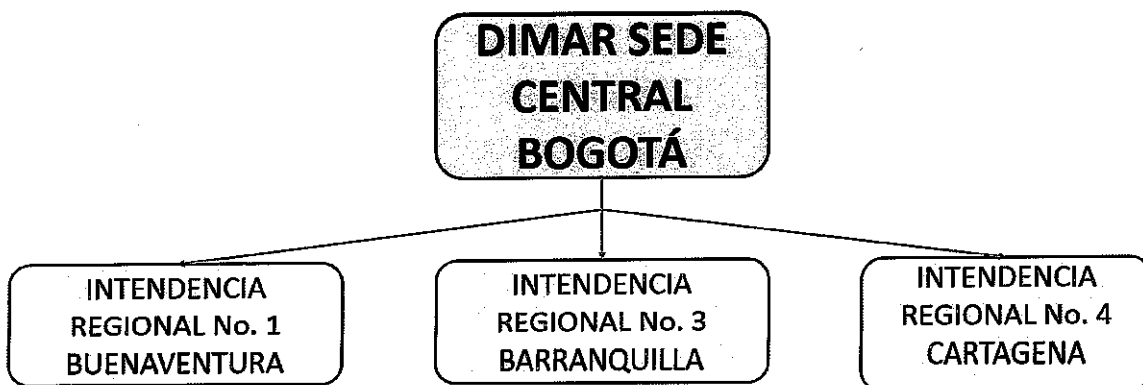 DIMAR SEDE
CENTRAL
BOGOTÁ
INTENDENCIA
REGIONAL No. 1
BUENAVENTURA
INTENDENCIA
REGIONAL No. 3
BARRANQUILLA
INTENDENCIA
REGIONAL No. 4
CARTAGENA